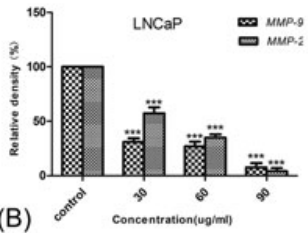 LNCaP
MMP-9
MMP-2
Relative density (%)
150
100
50
0
*** *** *** *** *** ***
control 30 60 90
Concentration(ug/ml)
(B)